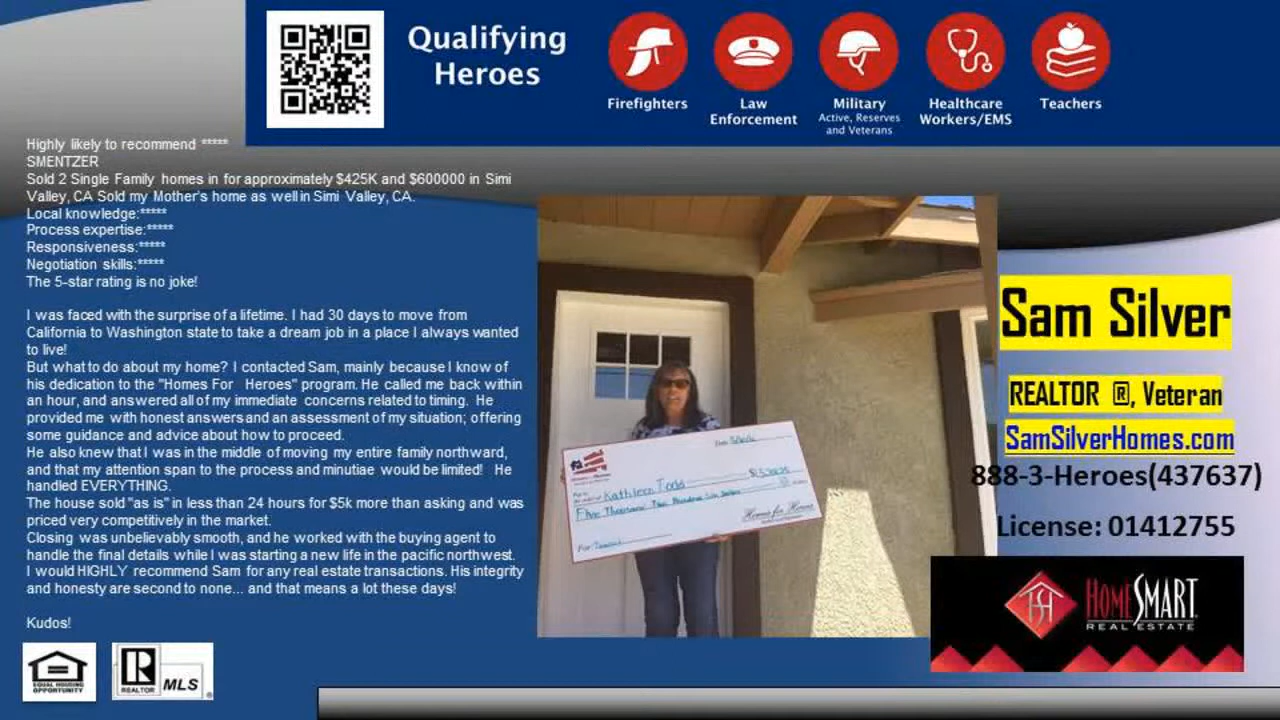 Qualifying
Heroes
Firefighters
Law
Enforcement
Military
Active, Reserves
and Veterans
Healthcare
Workers/EMS
Teachers
Highly likely to recommend *****
SMENTZER
Sold 2 Single Family homes in for approximately $425K and $600000 in Simi
Valley, CA Sold my Mother's home as well in Simi Valley, CA.
Local knowledge:*****
Process expertise:*****
Responsiveness:*****
Negotiation skills:*****
The 5-star rating is no joke!
I was faced with the surprise of a lifetime. I had 30 days to move from
California to Washington state to take a dream job in a place I always wanted
to live!
But what to do about my home? I contacted Sam, mainly because I know of
his dedication to the "Homes For Heroes" program. He called me back within
an hour, and answered all of my immediate concerns related to timing. He
provided me with honest answers and an assessment of my situation; offering
some guidance and advice about how to proceed.
He also knew that I was in the middle of moving my entire family northward,
and that my attention span to the process and minutiae would be limited! He
handled EVERYTHING.
The house sold "as is" in less than 24 hours for $5k more than asking and was
priced very competitively in the market.
Closing was unbelievably smooth, and he worked with the buying agent to
handle the final details while I was starting a new life in the pacific northwest.
I would HIGHLY recommend Sam for any real estate transactions. His integrity
and honesty are second to none... and that means a lot these days!
Kudos!
EQUAL HOUSING
OPPORTUNITY
REALTOR
MLS
Kathleen Todd
Five Thousand Two Hundred
Homes for Heroes
For:
Sam Silver
REALTOR ®, Veteran
SamSilverHomes.com
888-3-Heroes(437637)
License: 01412755
HOMESMART
REAL ESTATE